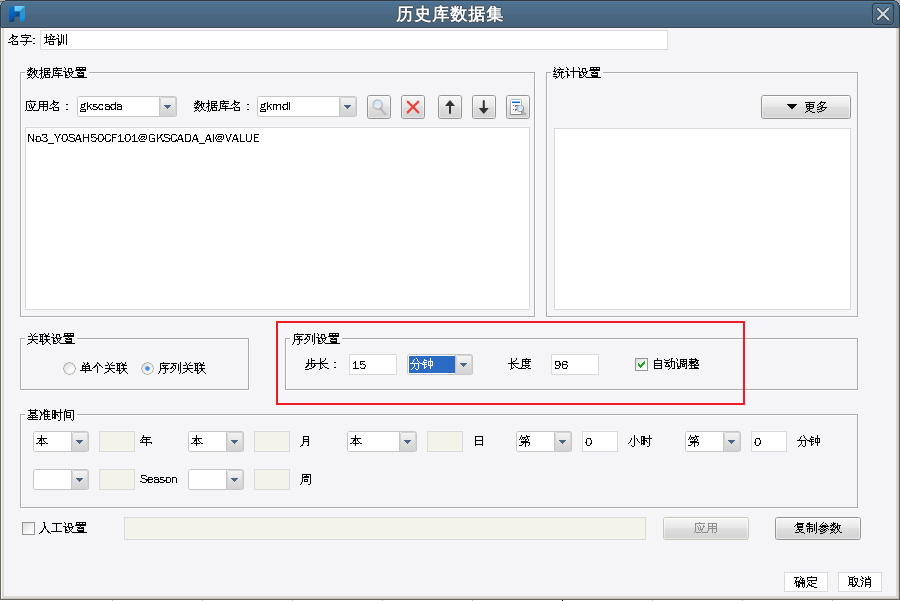 历史库数据集
名字: 培训
数据库设置
统计设置
应用名： gkscada 数据库名： gkmdl
更多
No3_Y0SAH50CF101@GKSCADA_AI@VALUE
关联设置
序列设置
单个关联 序列关联
步长： 15 分钟 长度 96 自动调整
基准时间
本 年 本 月 本 日 第 0 小时 第 0 分钟
Season 周
人工设置 应用 复制参数
确定 取消